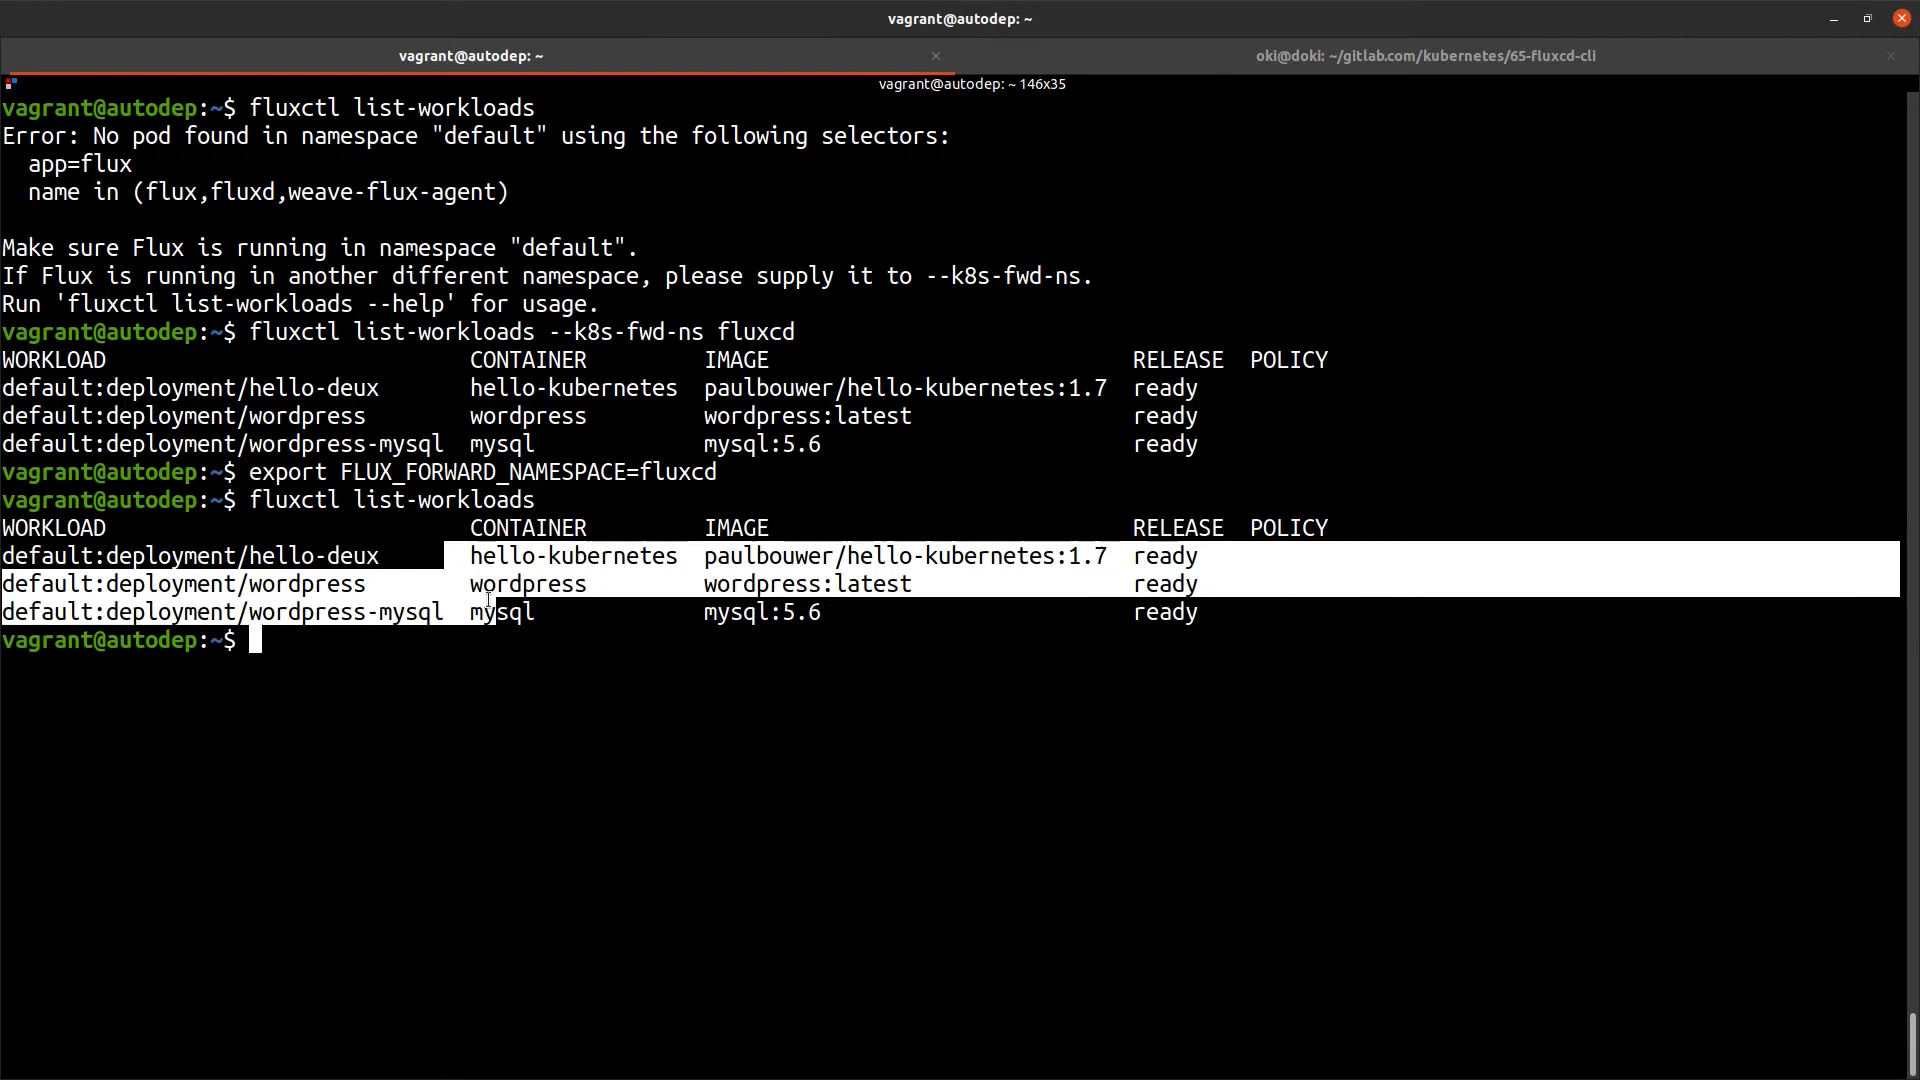 vagrant@autodep: ~
vagrant@autodep: ~
oki@doki: ~/gitlab.com/kubernetes/65-fluxcd-cli
vagrant@autodep: ~ 146x35
vagrant@autodep:~$ fluxctl list-workloads
Error: No pod found in namespace "default" using the following selectors:
  app=flux
  name in (flux,fluxd,weave-flux-agent)
Make sure Flux is running in namespace "default".
If Flux is running in another different namespace, please supply it to --k8s-fwd-ns.
Run 'fluxctl list-workloads --help' for usage.
vagrant@autodep:~$ fluxctl list-workloads --k8s-fwd-ns fluxcd
WORKLOAD                            CONTAINER         IMAGE                            RELEASE  POLICY
default:deployment/hello-deux       hello-kubernetes  paulbouwer/hello-kubernetes:1.7  ready
default:deployment/wordpress        wordpress         wordpress:latest                 ready
default:deployment/wordpress-mysql  mysql             mysql:5.6                        ready
vagrant@autodep:~$ export FLUX_FORWARD_NAMESPACE=fluxcd
vagrant@autodep:~$ fluxctl list-workloads
WORKLOAD                            CONTAINER         IMAGE                            RELEASE  POLICY
default:deployment/hello-deux       hello-kubernetes  paulbouwer/hello-kubernetes:1.7  ready
default:deployment/wordpress        wordpress         wordpress:latest                 ready
default:deployment/wordpress-mysql  mysql             mysql:5.6                        ready
vagrant@autodep:~$